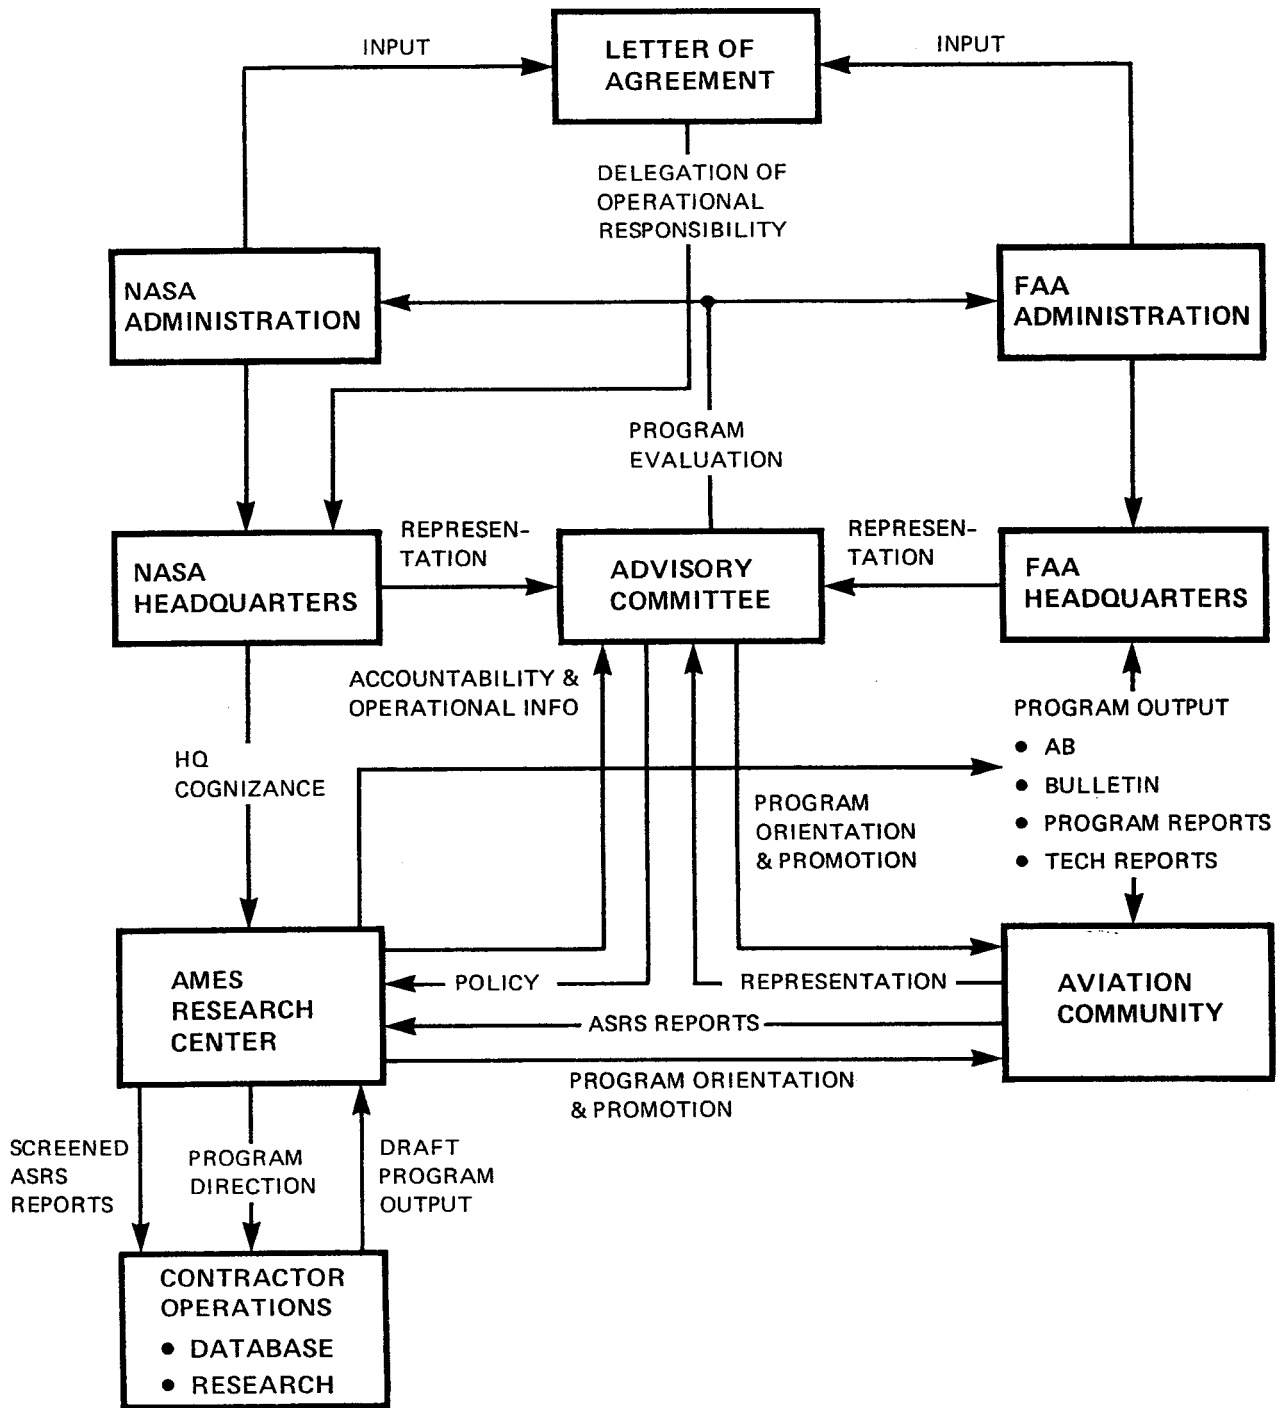 INPUT
LETTER OF
AGREEMENT
INPUT
DELEGATION OF
OPERATIONAL
RESPONSIBILITY
NASA
ADMINISTRATION
FAA
ADMINISTRATION
PROGRAM
EVALUATION
NASA
HEADQUARTERS
REPRESEN-
TATION
ADVISORY
COMMITTEE
REPRESEN-
TATION
FAA
HEADQUARTERS
ACCOUNTABILITY &
OPERATIONAL INFO
HQ
COGNIZANCE
PROGRAM
ORIENTATION
& PROMOTION
PROGRAM OUTPUT
● AB
● BULLETIN
● PROGRAM REPORTS
● TECH REPORTS
AMES
RESEARCH
CENTER
POLICY
REPRESENTATION
ASRS REPORTS
PROGRAM ORIENTATION
& PROMOTION
AVIATION
COMMUNITY
SCREENED
ASRS
REPORTS
PROGRAM
DIRECTION
DRAFT
PROGRAM
OUTPUT
CONTRACTOR
OPERATIONS
● DATABASE
● RESEARCH